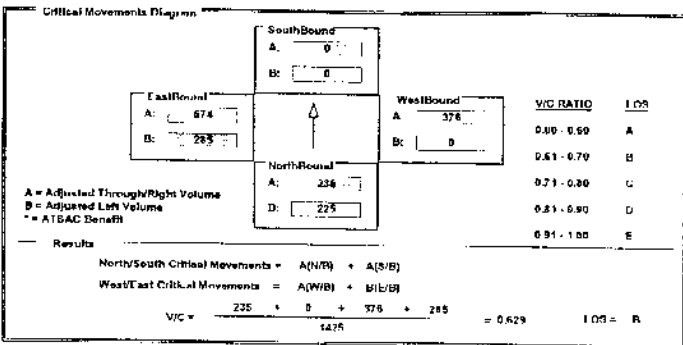 Critical Movements Diagram
SouthBound
A: 0
B: 0
EastBound
A: 674
B: 285
WestBound
A: 376
B: 0
NorthBound
A: 235
B: 225
V/C RATIO LOS
0.00 - 0.60 A
0.61 - 0.70 B
0.71 - 0.80 C
0.81 - 0.90 D
0.91 - 1.00 E
A = Adjusted Through/Right Volume
B = Adjusted Left Volume
* = ATSAC Benefit
Results
North/South Critical Movements = A(N/B) + A(S/B)
West/East Critical Movements = A(W/B) + B(E/B)
V/C = 235 + 0 + 376 + 285 = 0.629 LOS = B
1425